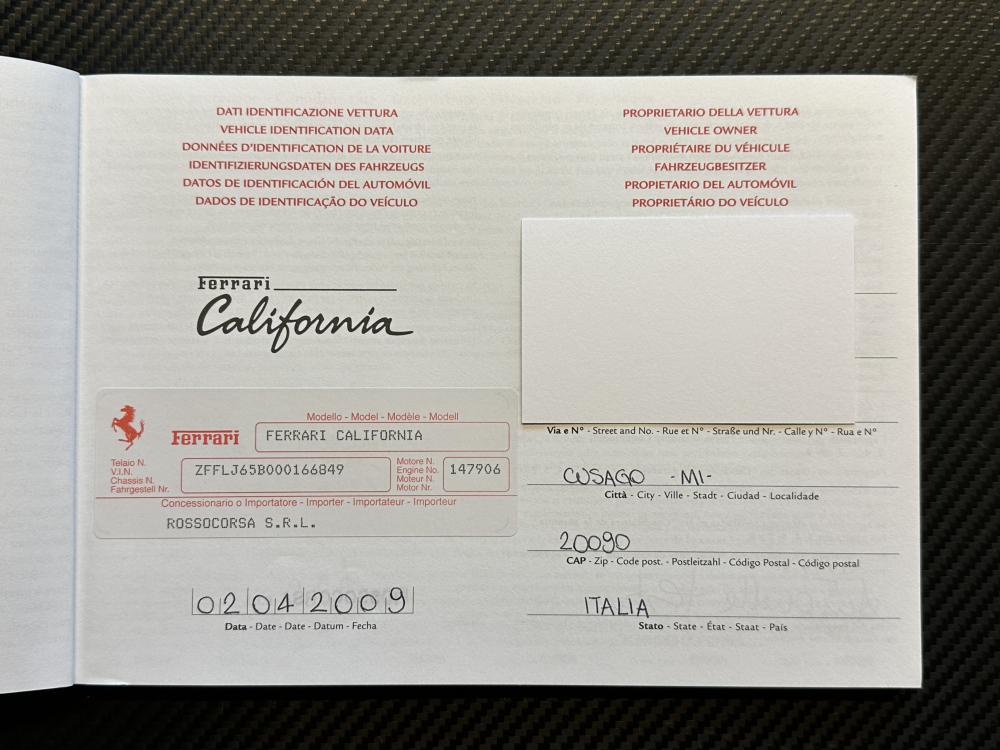 DATI IDENTIFICAZIONE VETTURA
VEHICLE IDENTIFICATION DATA
DONNÉES D'IDENTIFICATION DE LA VOITURE
IDENTIFIZIERUNGSDATEN DES FAHRZEUGS
DATOS DE IDENTIFICACIÓN DEL AUTOMÓVIL
DADOS DE IDENTIFICAÇÃO DO VEÍCULO
Ferrari
California
Modello - Model - Modèle - Modell
Ferrari
FERRARI CALIFORNIA
Telaio N.
V.I.N.
Chassis N.
Fahrgestell Nr.
ZFFLJ65B000166849
Motore N.
Engine No.
Moteur N.
Motor Nr.
147906
Concessionario o Importatore - Importer - Importateur - Importeur
ROSSOCORSA S.R.L.
02042009
Data - Date - Date - Datum - Fecha
PROPRIETARIO DELLA VETTURA
VEHICLE OWNER
PROPRIÉTAIRE DU VÉHICULE
FAHRZEUGBESITZER
PROPIETARIO DEL AUTOMÓVIL
PROPRIETÁRIO DO VEÍCULO
Via e N° - Street and No. - Rue et N° - Straße und Nr. - Calle y N° - Rua e N°
CUSAGO -MI-
Città - City - Ville - Stadt - Ciudad - Localidade
20090
CAP - Zip - Code post. - Postleitzahl - Código Postal - Código postal
ITALIA
Stato - State - État - Staat - País